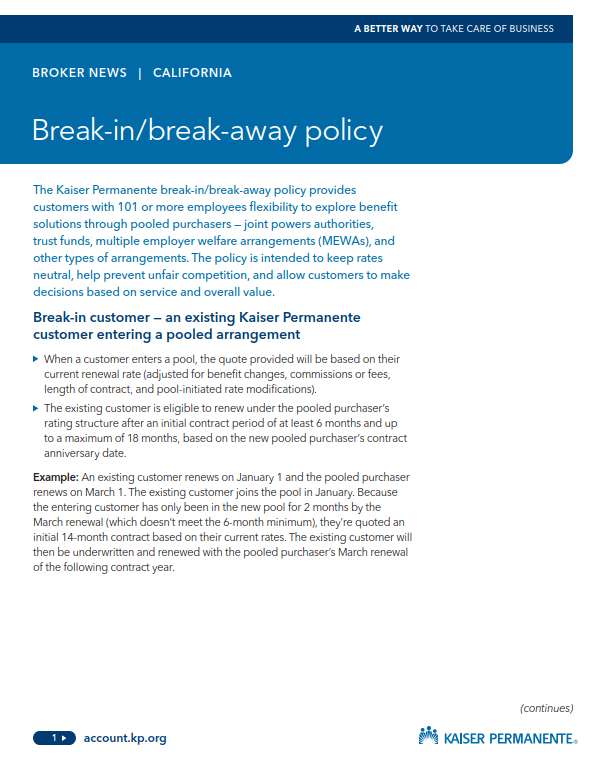 A BETTER WAY TO TAKE CARE OF BUSINESS
BROKER NEWS | CALIFORNIA
Break-in/break-away policy
The Kaiser Permanente break-in/break-away policy provides
customers with 101 or more employees flexibility to explore benefit
solutions through pooled purchasers – joint powers authorities,
trust funds, multiple employer welfare arrangements (MEWAs), and
other types of arrangements. The policy is intended to keep rates
neutral, help prevent unfair competition, and allow customers to make
decisions based on service and overall value.
Break-in customer – an existing Kaiser Permanente
customer entering a pooled arrangement
When a customer enters a pool, the quote provided will be based on their
current renewal rate (adjusted for benefit changes, commissions or fees,
length of contract, and pool-initiated rate modifications).
The existing customer is eligible to renew under the pooled purchaser’s
rating structure after an initial contract period of at least 6 months and up
to a maximum of 18 months, based on the new pooled purchaser’s contract
anniversary date.
Example: An existing customer renews on January 1 and the pooled purchaser
renews on March 1. The existing customer joins the pool in January. Because
the entering customer has only been in the new pool for 2 months by the
March renewal (which doesn’t meet the 6-month minimum), they’re quoted an
initial 14-month contract based on their current rates. The existing customer will
then be underwritten and renewed with the pooled purchaser’s March renewal
of the following contract year.
(continues)
1
account.kp.org
KAISER PERMANENTE®